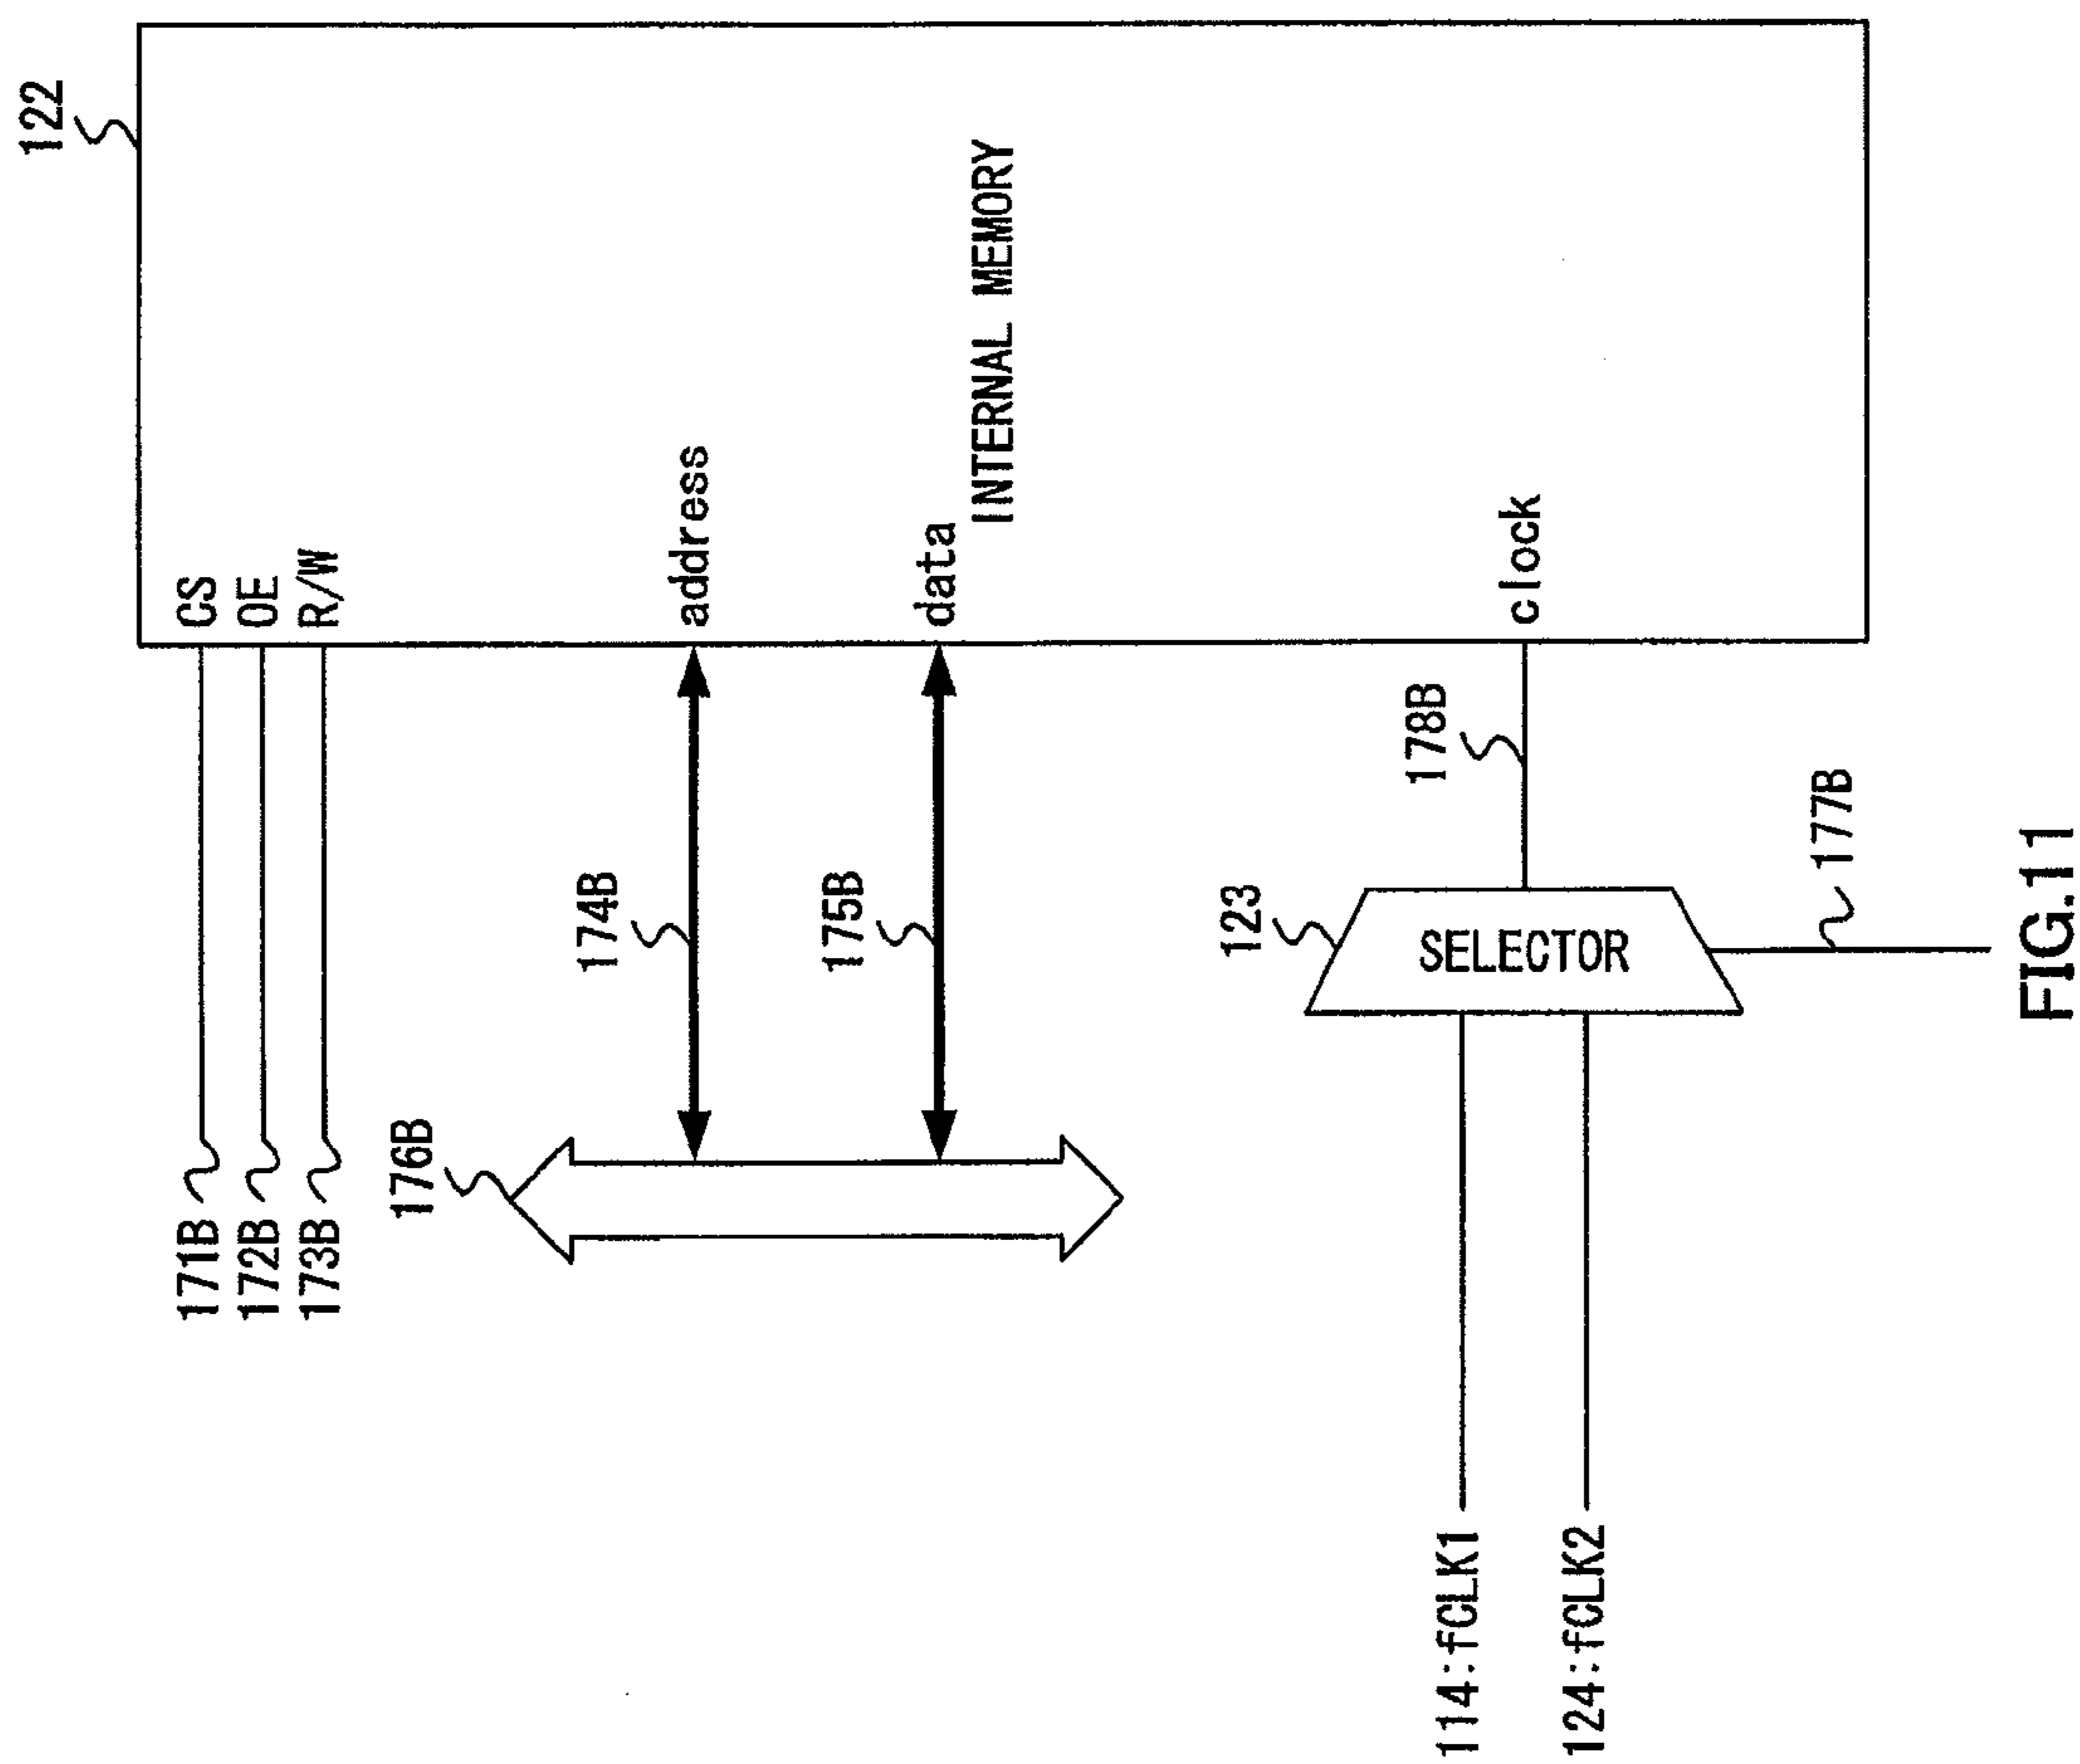 122
171B
CS
172B
OE
173B
R/W
176B
174B
address
175B
data
INTERNAL MEMORY
123
178B
clock
114:fCLK1
SELECTOR
124:fCLK2
177B
FIG.11